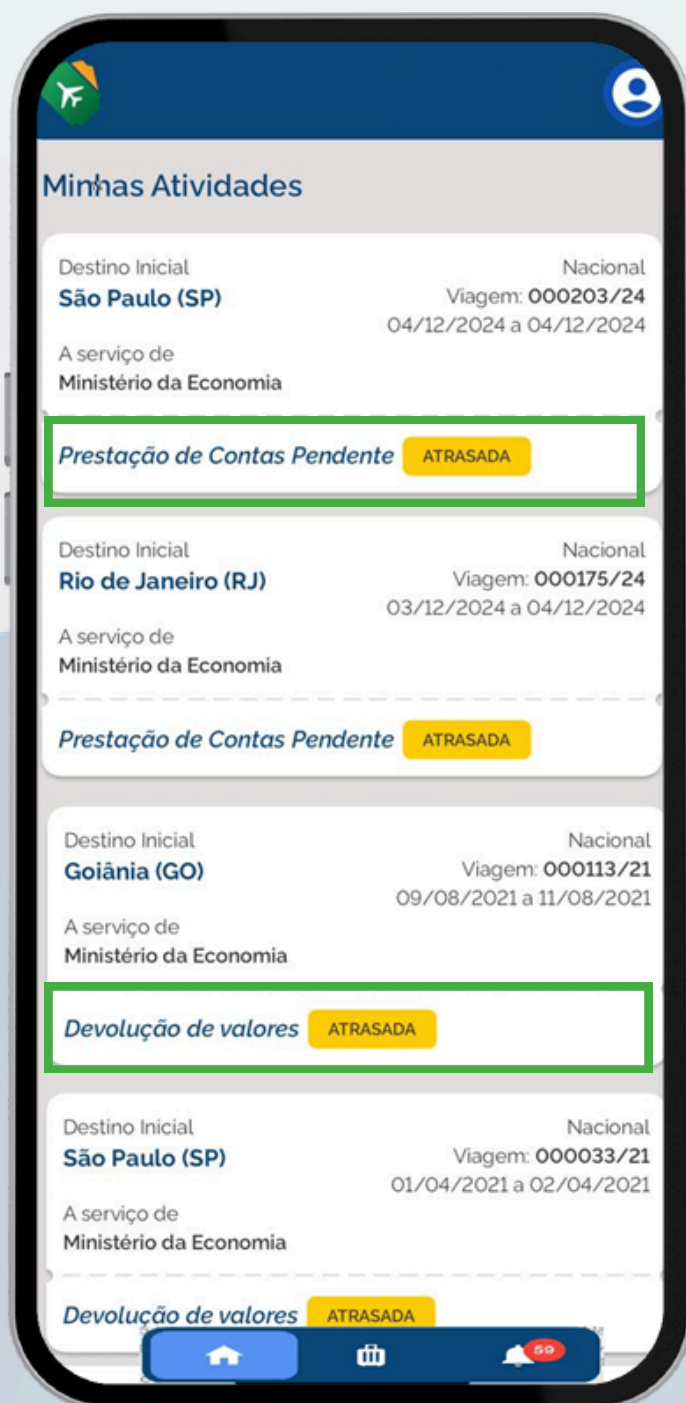 Minhas Atividades
Destino Inicial Nacional
São Paulo (SP) Viagem: 000203/24
04/12/2024 a 04/12/2024
A serviço de
Ministério da Economia
Prestação de Contas Pendente ATRASADA
Destino Inicial Nacional
Rio de Janeiro (RJ) Viagem: 000175/24
03/12/2024 a 04/12/2024
A serviço de
Ministério da Economia
Prestação de Contas Pendente ATRASADA
Destino Inicial Nacional
Goiânia (GO) Viagem: 000113/21
09/08/2021 a 11/08/2021
A serviço de
Ministério da Economia
Devolução de valores ATRASADA
Destino Inicial Nacional
São Paulo (SP) Viagem: 000033/21
01/04/2021 a 02/04/2021
A serviço de
Ministério da Economia
Devolução de valores ATRASADA
59